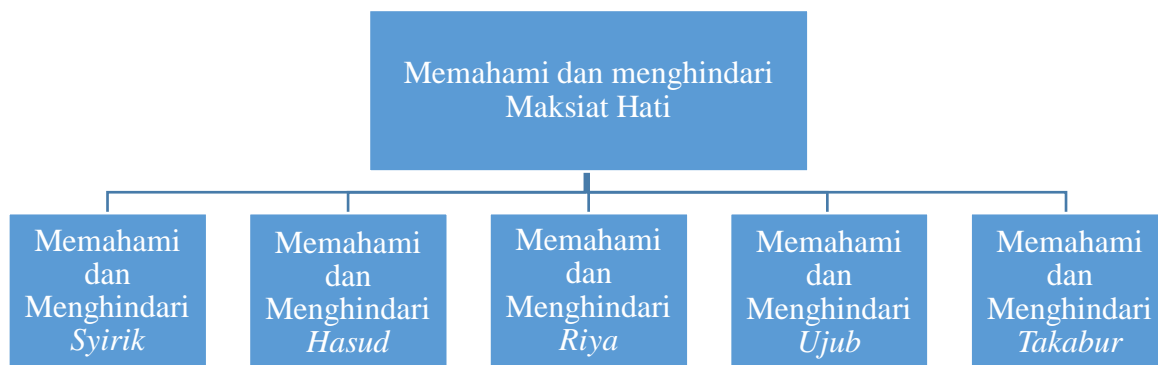 Memahami dan menghindari
Maksiat Hati
Memahami
dan
Menghindari
Syirik
Memahami
dan
Menghindari
Hasud
Memahami
dan
Menghindari
Riya
Memahami
dan
Menghindari
Ujub
Memahami
dan
Menghindari
Takabur